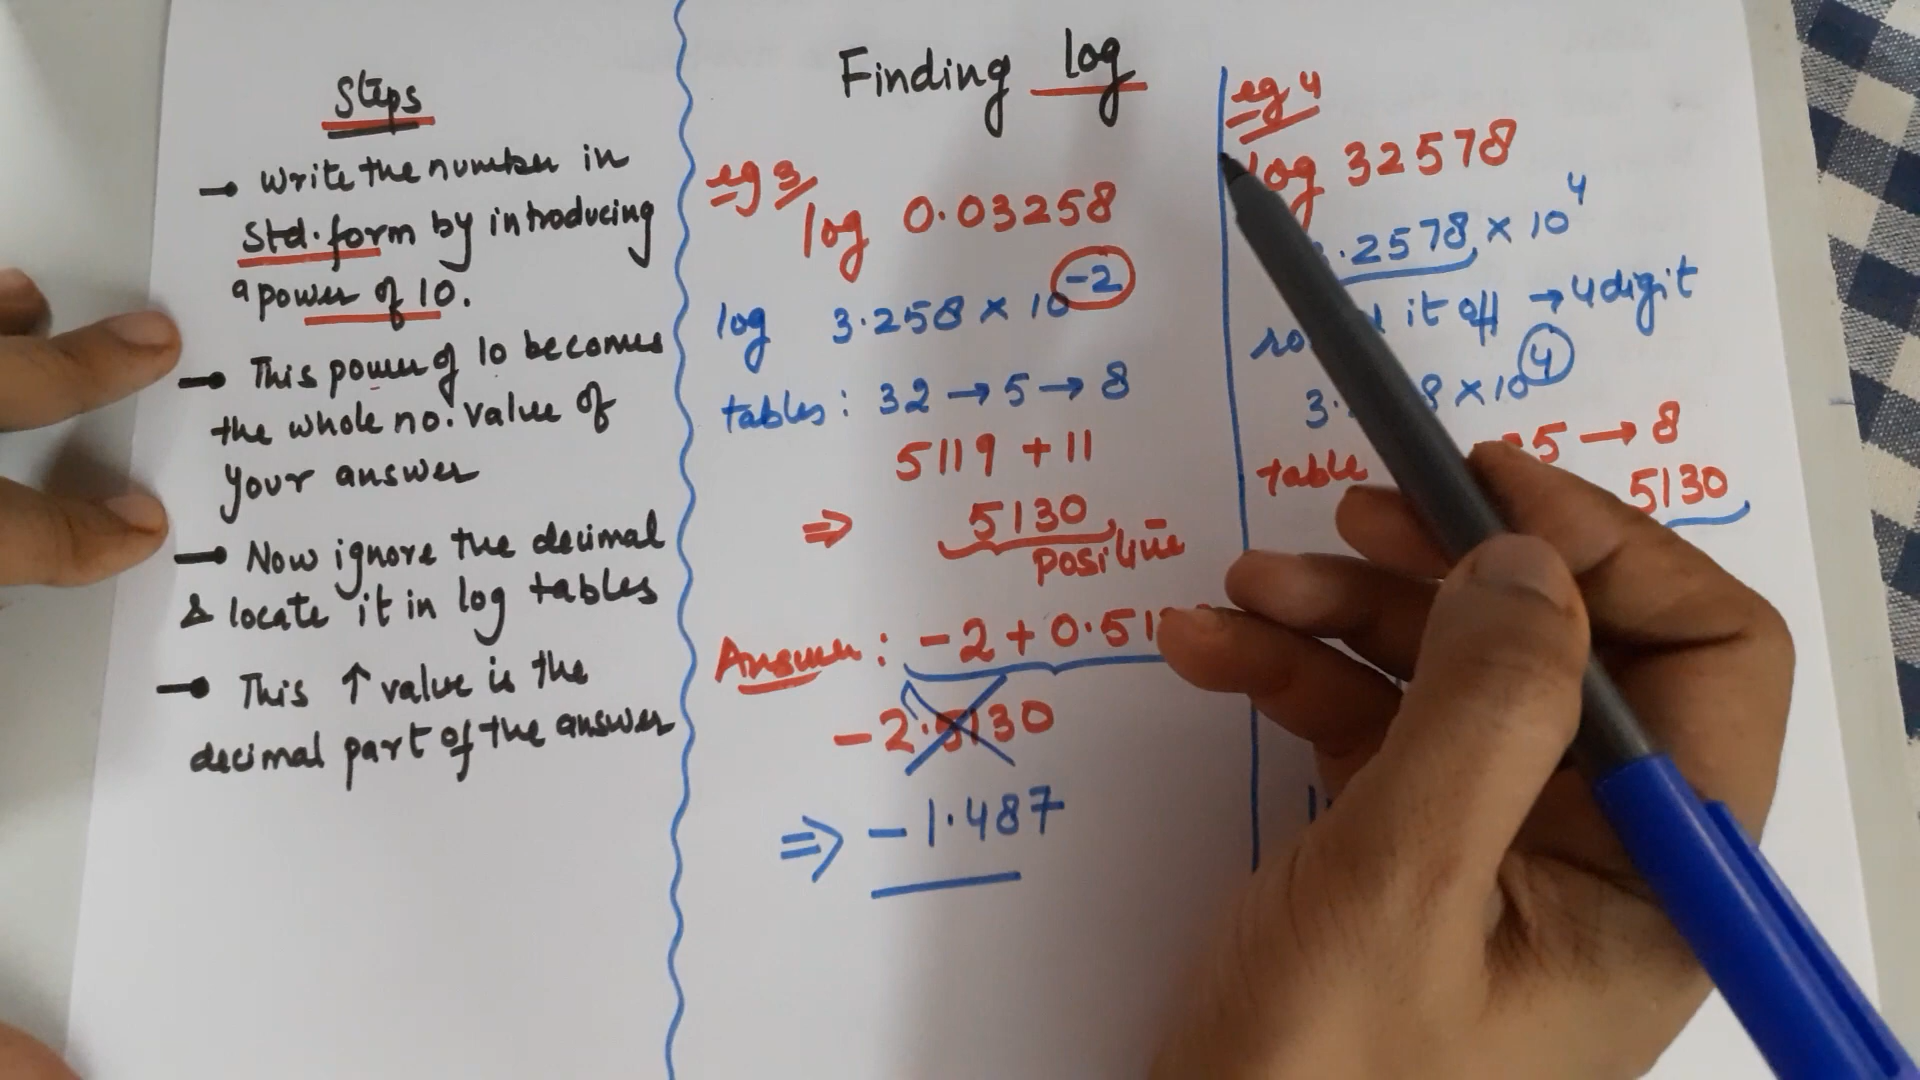 Steps
→ Write the number in
Std. form by introducing
a power of 10.
→ This power of 10 becomes
the whole no. value of
your answer
→ Now ignore the decimal
& locate it in log tables
→ This ↑ value is the
decimal part of the answer
Finding log
eg 3
log 0.03258
log 3.258 × 10⁻²
tables: 32 → 5 → 8
5119 + 11
⇒ 5130
positive
Answer: -2 + 0.51
-2.5130
⇒ -1.487
eg 4
log 32578
.2578 × 10⁴
it off → 4 digit
3. 8 × 10⁴
table 5 → 8
5130